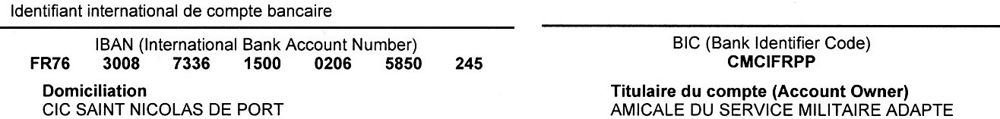 Identifiant international de compte bancaire
IBAN (International Bank Account Number)
FR76 3008 7336 1500 0206 5850 245
Domiciliation
CIC SAINT NICOLAS DE PORT
BIC (Bank Identifier Code)
CMCIFRPP
Titulaire du compte (Account Owner)
AMICALE DU SERVICE MILITAIRE ADAPTE